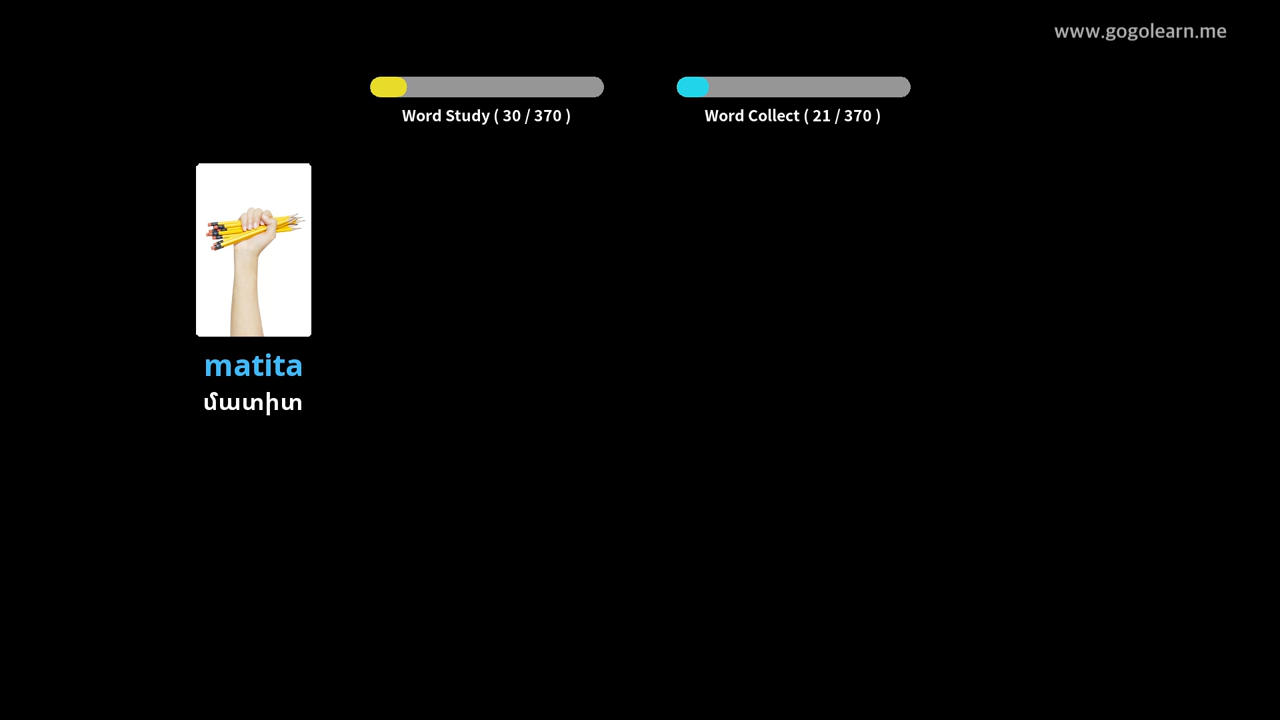 www.gogolearn.me
Word Study ( 30 / 370 )
Word Collect ( 21 / 370 )
matita
մատիտ